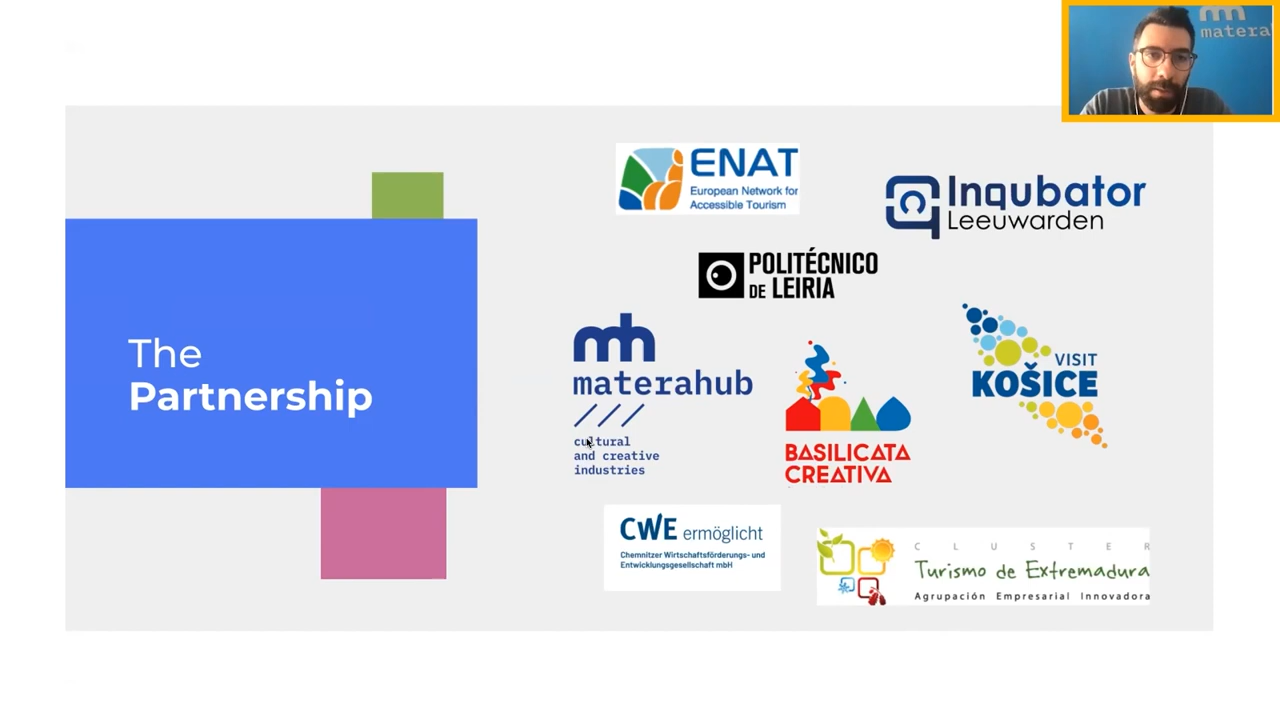 matera
ENAT
European Network for
Accessible Tourism
Inqubator
Leeuwarden
POLITÉCNICO
DE LEIRIA
The
Partnership
mh
materahub
cultural
and creative
industries
BASILICATA
CREATIVA
VISIT
KOŠICE
CWE ermöglicht
Chemnitzer Wirtschaftsförderungs- und
Entwicklungsgesellschaft mbH
CLUSTER
Turismo de Extremadura
Agrupación Empresarial Innovadora